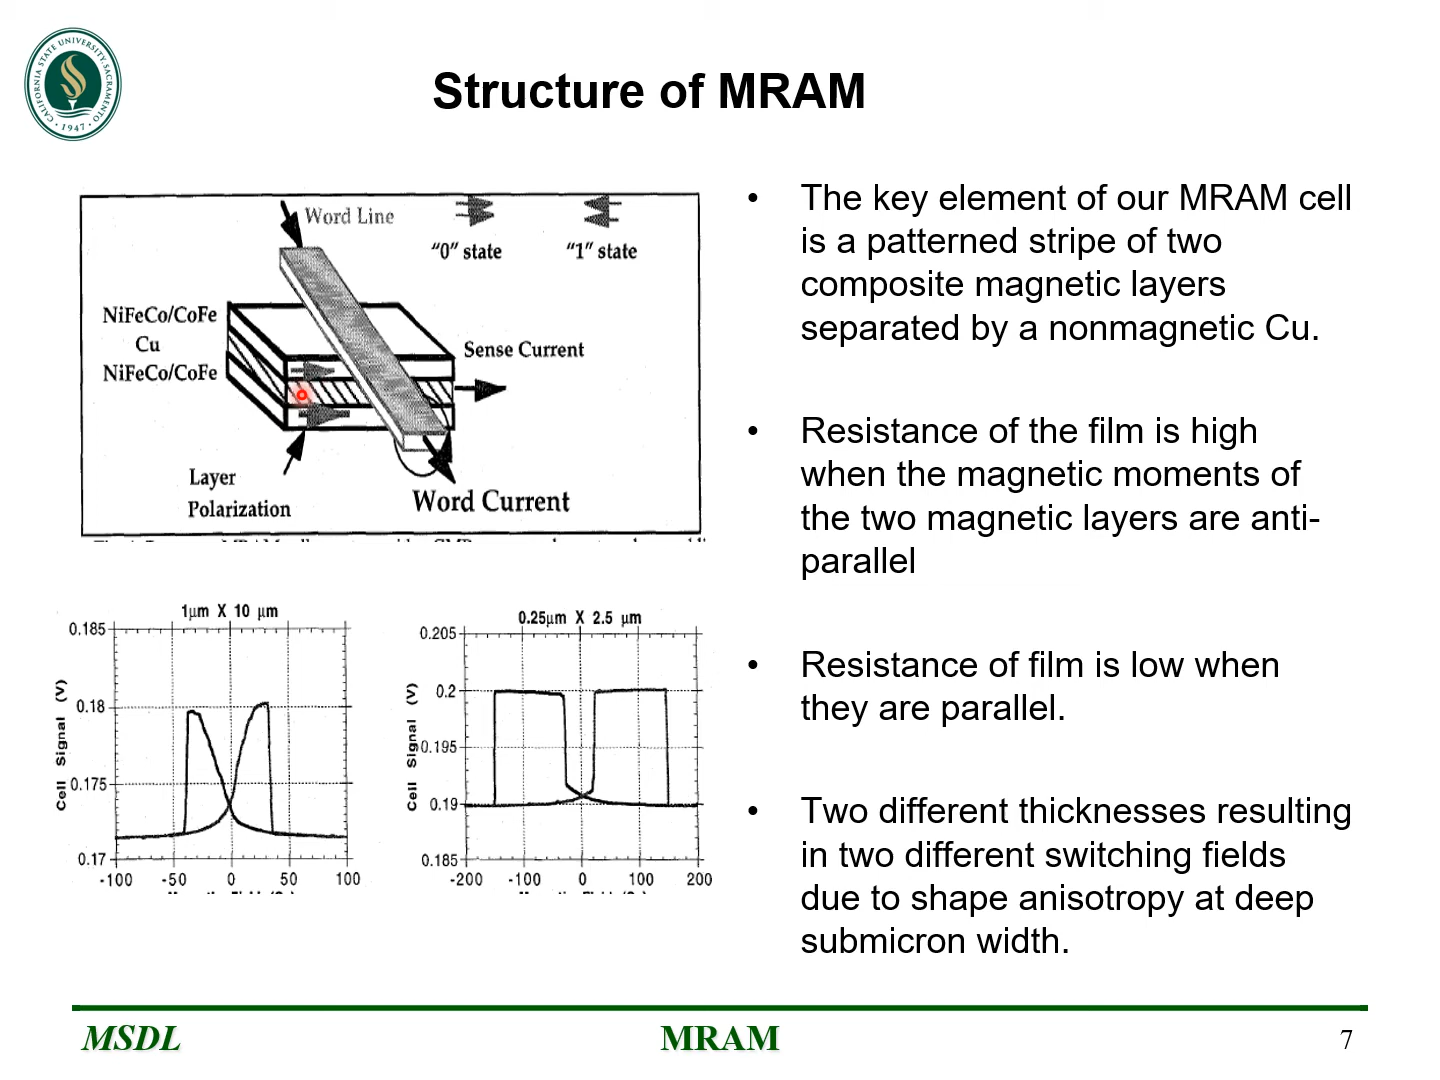 CALIFORNIA STATE UNIVERSITY, SACRAMENTO
• 1947 •
Structure of MRAM
Word Line
“0” state
“1” state
NiFeCo/CoFe
Cu
NiFeCo/CoFe
Sense Current
Layer
Polarization
Word Current
1µm X 10 µm
0.185
0.18
0.175
0.17
Cell Signal (V)
-100 -50 0 50 100
0.25µm X 2.5 µm
0.205
0.2
0.195
0.19
0.185
Cell Signal (V)
-200 -100 0 100 200
• The key element of our MRAM cell
is a patterned stripe of two
composite magnetic layers
separated by a nonmagnetic Cu.
• Resistance of the film is high
when the magnetic moments of
the two magnetic layers are anti-
parallel
• Resistance of film is low when
they are parallel.
• Two different thicknesses resulting
in two different switching fields
due to shape anisotropy at deep
submicron width.
MSDL
MRAM
7